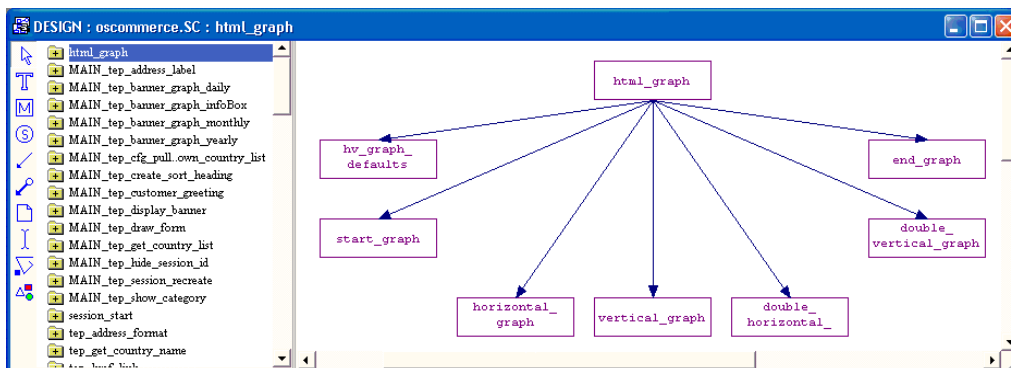 DESIGN : oscommerce.SC : html_graph
html_graph
MAIN_tep_address_label
MAIN_tep_banner_graph_daily
MAIN_tep_banner_graph_infoBox
MAIN_tep_banner_graph_monthly
MAIN_tep_banner_graph_yearly
MAIN_tep_cfg_pull..own_country_list
MAIN_tep_create_sort_heading
MAIN_tep_customer_greeting
MAIN_tep_display_banner
MAIN_tep_draw_form
MAIN_tep_get_country_list
MAIN_tep_hide_session_id
MAIN_tep_session_recreate
MAIN_tep_show_category
session_start
tep_address_format
tep_get_country_name
T
M
S
html_graph
hv_graph_
defaults
end_graph
start_graph
double_
vertical_graph
horizontal_
graph
vertical_graph
double_
horizontal_